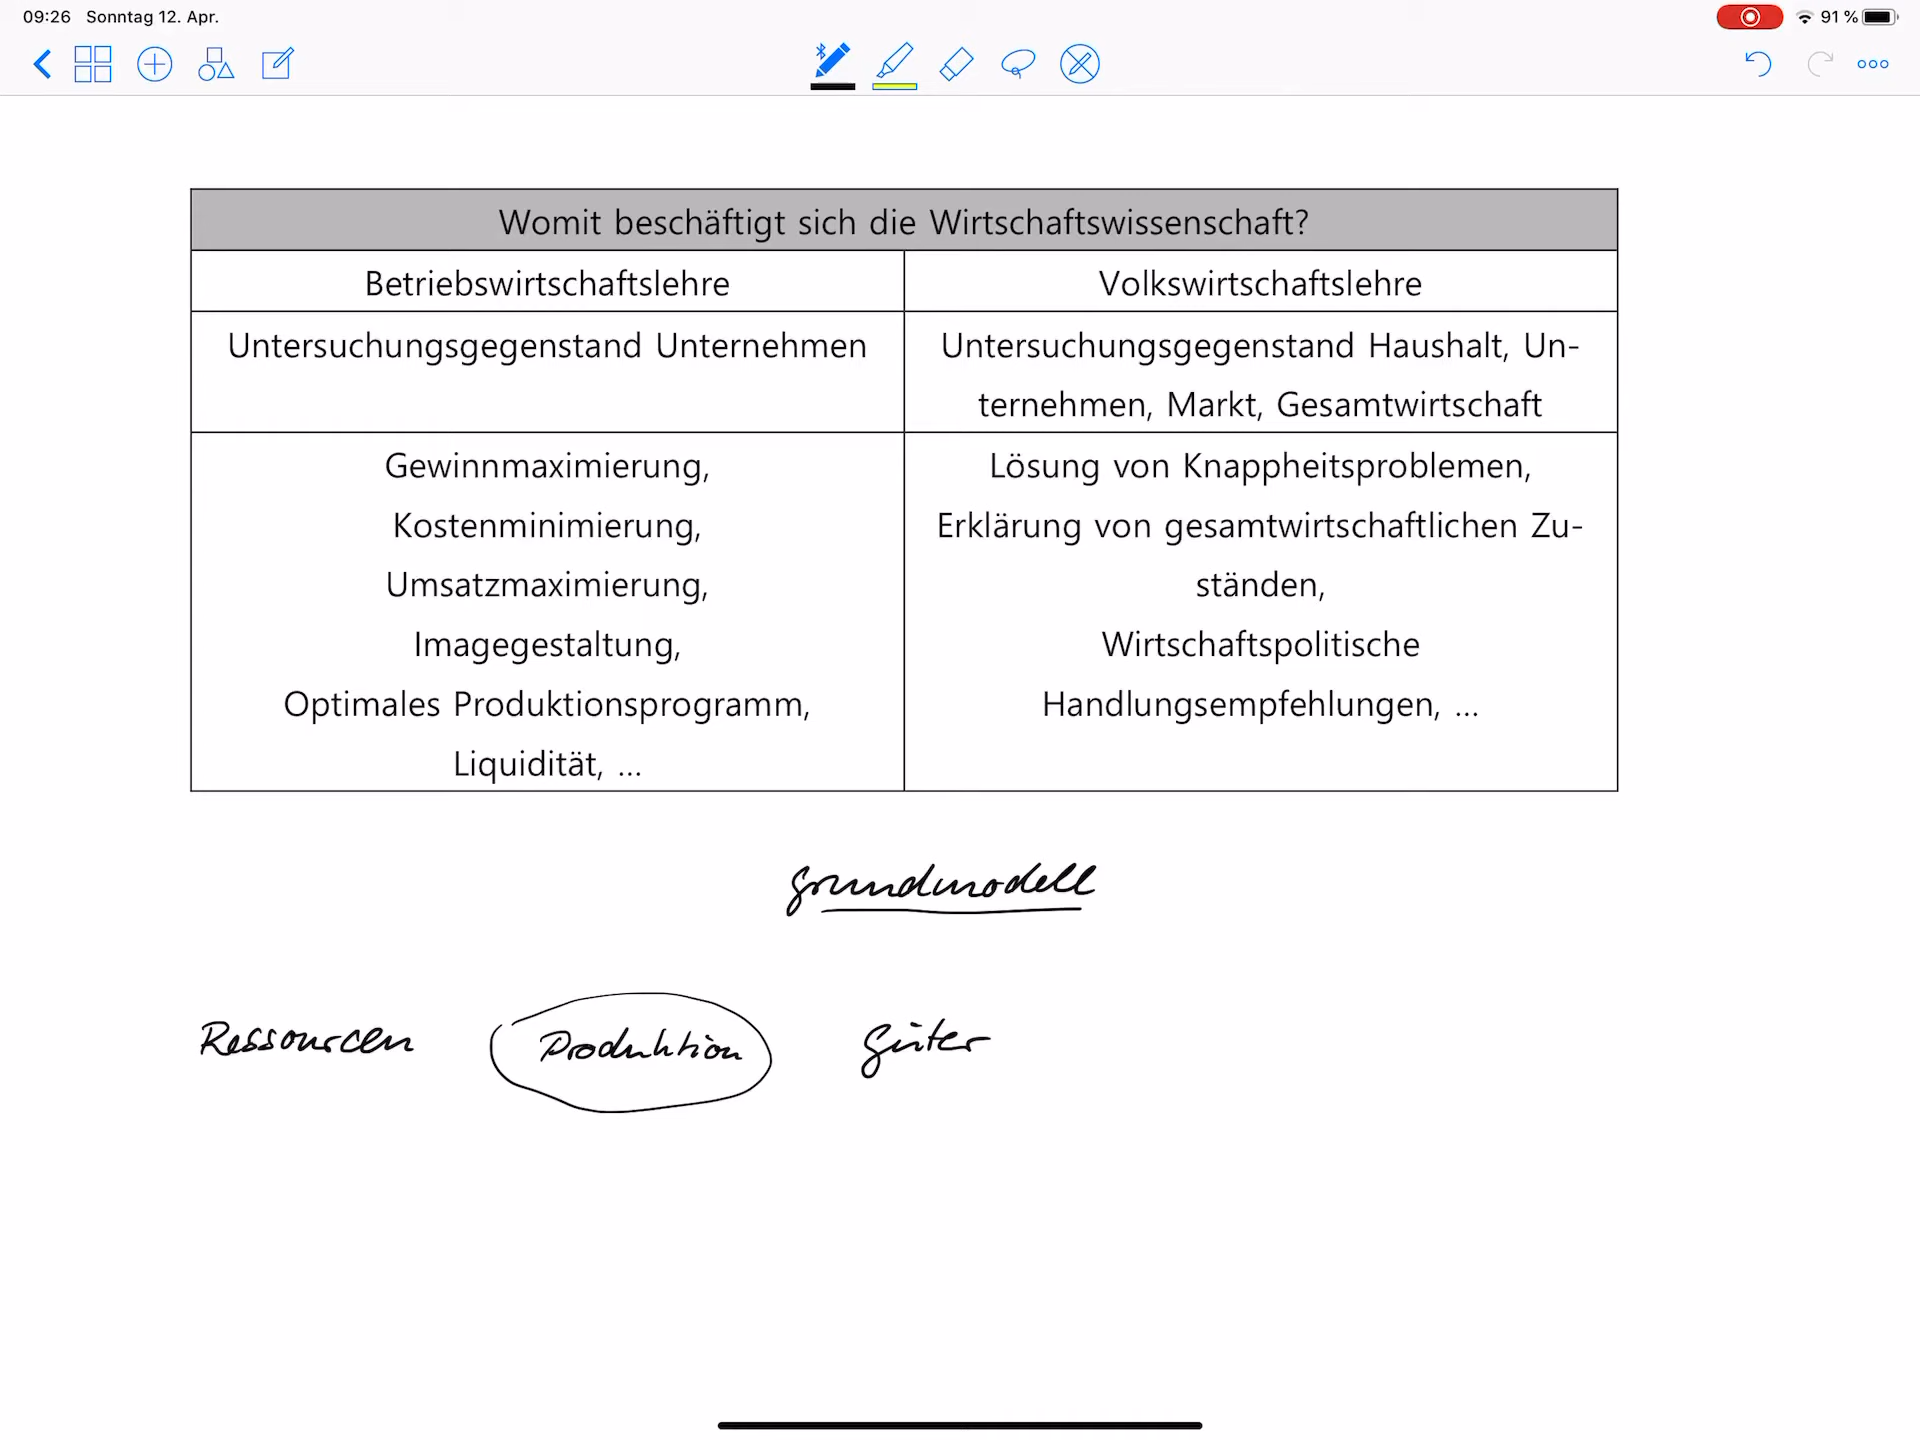 09:26 Sonntag 12. Apr.
91 %
Womit beschäftigt sich die Wirtschaftswissenschaft?
Betriebswirtschaftslehre
Volkswirtschaftslehre
Untersuchungsgegenstand Unternehmen
Untersuchungsgegenstand Haushalt, Un-
ternehmen, Markt, Gesamtwirtschaft
Gewinnmaximierung,
Kostenminimierung,
Umsatzmaximierung,
Imagegestaltung,
Optimales Produktionsprogramm,
Liquidität, ...
Lösung von Knappheitsproblemen,
Erklärung von gesamtwirtschaftlichen Zu-
ständen,
Wirtschaftspolitische
Handlungsempfehlungen, ...
Grundmodell
Ressourcen Produktion Güter